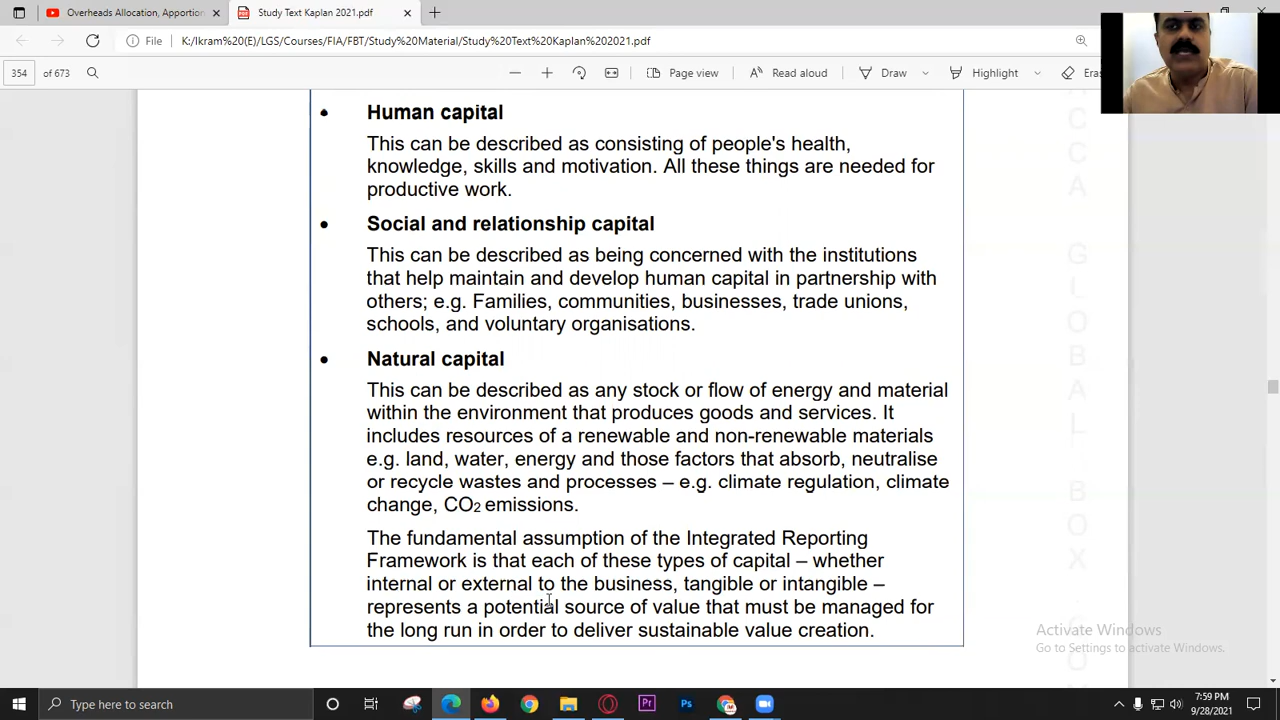 Overheads Allocation, Apportion
Study Text Kaplan 2021.pdf
File
K:/Ikram%20(E)/LGS/Courses/FIA/FBT/Study%20Material/Study%20Text%20Kaplan%202021.pdf
354 of 673
Page view
Read aloud
Draw
Highlight
Eras
• Human capital
This can be described as consisting of people's health,
knowledge, skills and motivation. All these things are needed for
productive work.
• Social and relationship capital
This can be described as being concerned with the institutions
that help maintain and develop human capital in partnership with
others; e.g. Families, communities, businesses, trade unions,
schools, and voluntary organisations.
• Natural capital
This can be described as any stock or flow of energy and material
within the environment that produces goods and services. It
includes resources of a renewable and non-renewable materials
e.g. land, water, energy and those factors that absorb, neutralise
or recycle wastes and processes – e.g. climate regulation, climate
change, CO2 emissions.
The fundamental assumption of the Integrated Reporting
Framework is that each of these types of capital – whether
internal or external to the business, tangible or intangible –
represents a potential source of value that must be managed for
the long run in order to deliver sustainable value creation.
A
C
C
A
G
L
O
B
A
L
B
O
X
.
C
O
M
Activate Windows
Go to Settings to activate Windows.
Type here to search
Pr
Ps
7:59 PM
9/28/2021